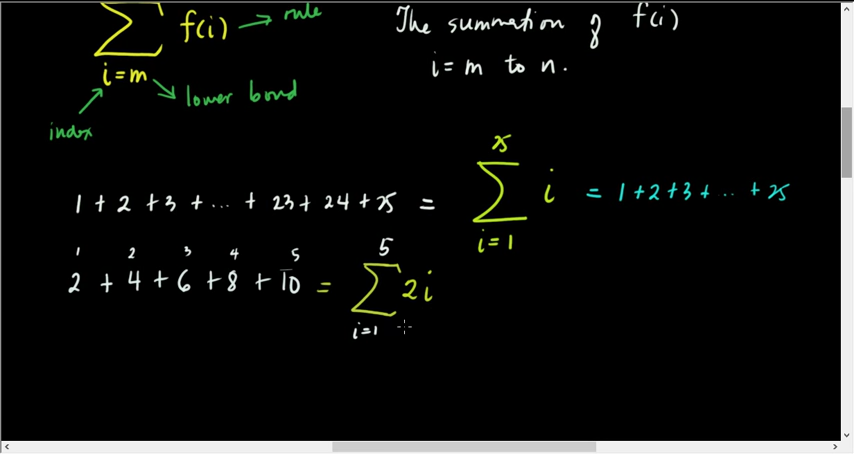 ∑ f(i) → rule
The summation of f(i)
i = m
i = m to n.
lower bond
index
1 + 2 + 3 + ... + 23 + 24 + 25 = ∑_{i=1}^{25} i = 1 + 2 + 3 + .. + 25
1 2 3 4 5
2 + 4 + 6 + 8 + 10 = ∑_{i=1}^{5} 2i